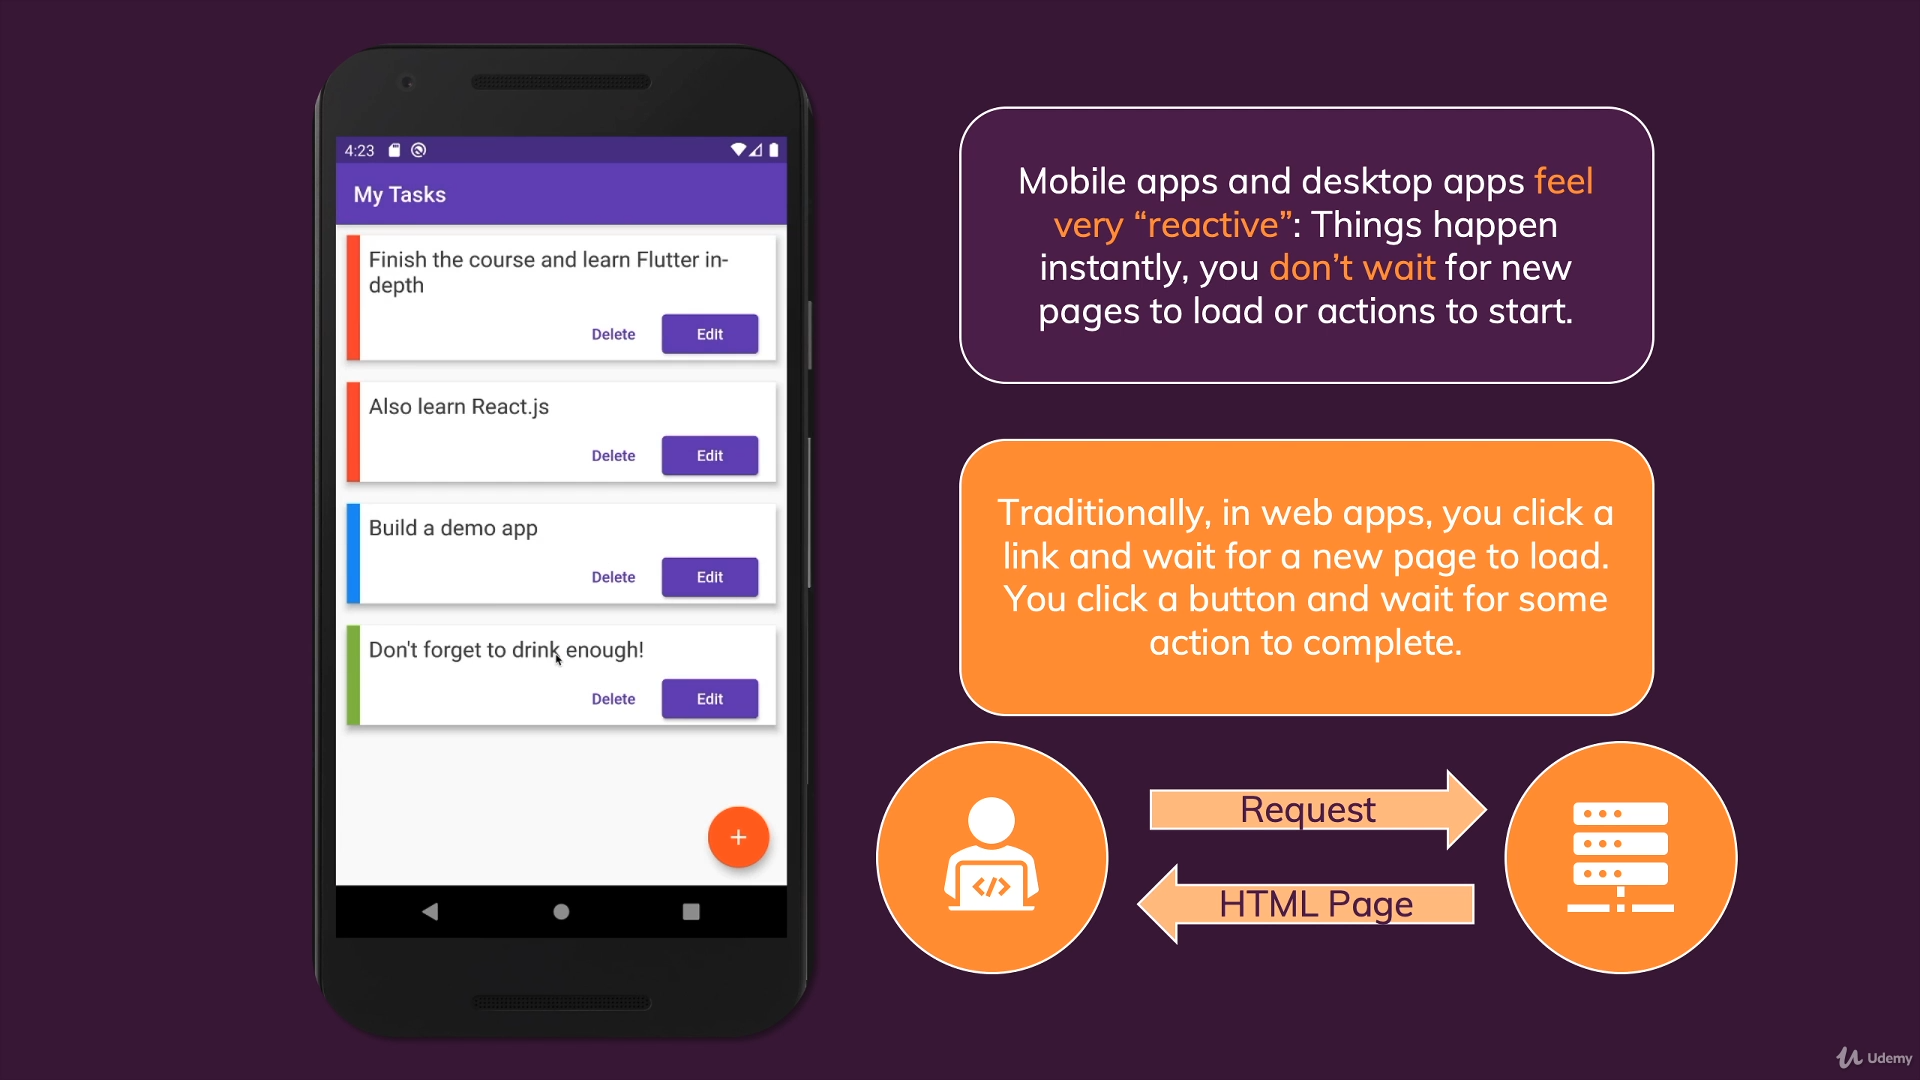 4:23
My Tasks
Finish the course and learn Flutter in-
depth
Delete Edit
Also learn React.js
Delete Edit
Build a demo app
Delete Edit
Don't forget to drink enough!
Delete Edit
+
Mobile apps and desktop apps feel
very “reactive”: Things happen
instantly, you don’t wait for new
pages to load or actions to start.
Traditionally, in web apps, you click a
link and wait for a new page to load.
You click a button and wait for some
action to complete.
Request
</>
HTML Page
Udemy